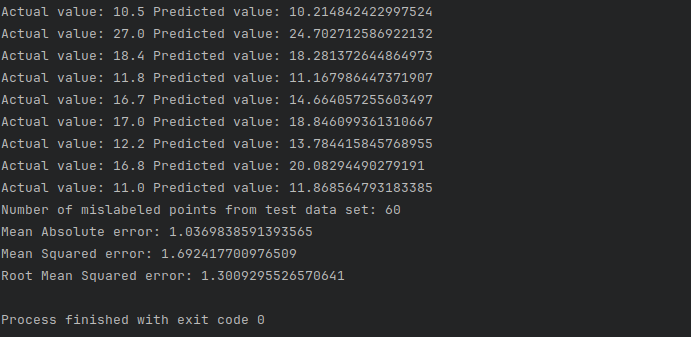 Actual value: 10.5 Predicted value: 10.214842422997524
Actual value: 27.0 Predicted value: 24.702712586922132
Actual value: 18.4 Predicted value: 18.281372644864973
Actual value: 11.8 Predicted value: 11.167986447371907
Actual value: 16.7 Predicted value: 14.664057255603497
Actual value: 17.0 Predicted value: 18.846099361310667
Actual value: 12.2 Predicted value: 13.784415845768955
Actual value: 16.8 Predicted value: 20.08294490279191
Actual value: 11.0 Predicted value: 11.868564793183385
Number of mislabeled points from test data set: 60
Mean Absolute error: 1.0369838591393565
Mean Squared error: 1.692417700976509
Root Mean Squared error: 1.3009295526570641
Process finished with exit code 0